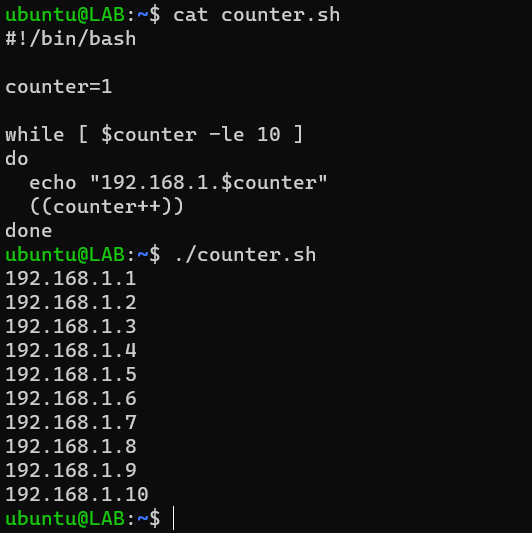 ubuntu@LAB:~$ cat counter.sh
#!/bin/bash

counter=1

while [ $counter -le 10 ]
do
  echo "192.168.1.$counter"
  ((counter++))
done
ubuntu@LAB:~$ ./counter.sh
192.168.1.1
192.168.1.2
192.168.1.3
192.168.1.4
192.168.1.5
192.168.1.6
192.168.1.7
192.168.1.8
192.168.1.9
192.168.1.10
ubuntu@LAB:~$